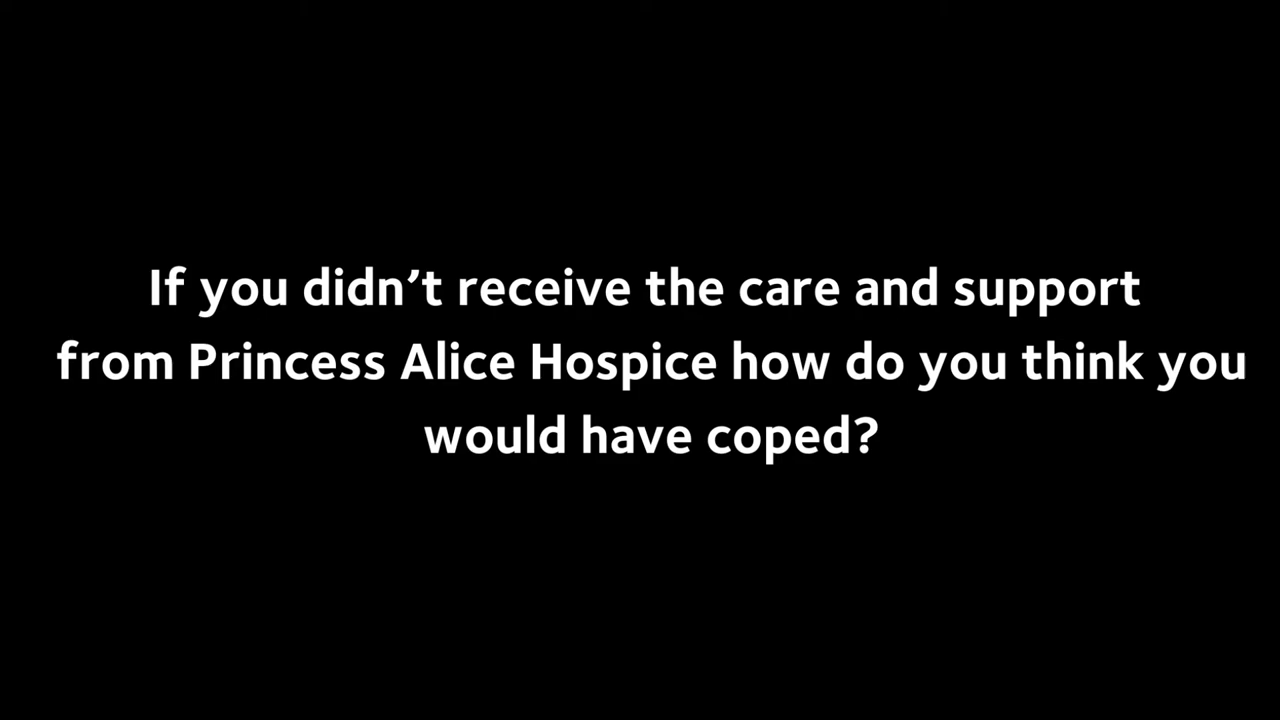 If you didn’t receive the care and support
from Princess Alice Hospice how do you think you
would have coped?